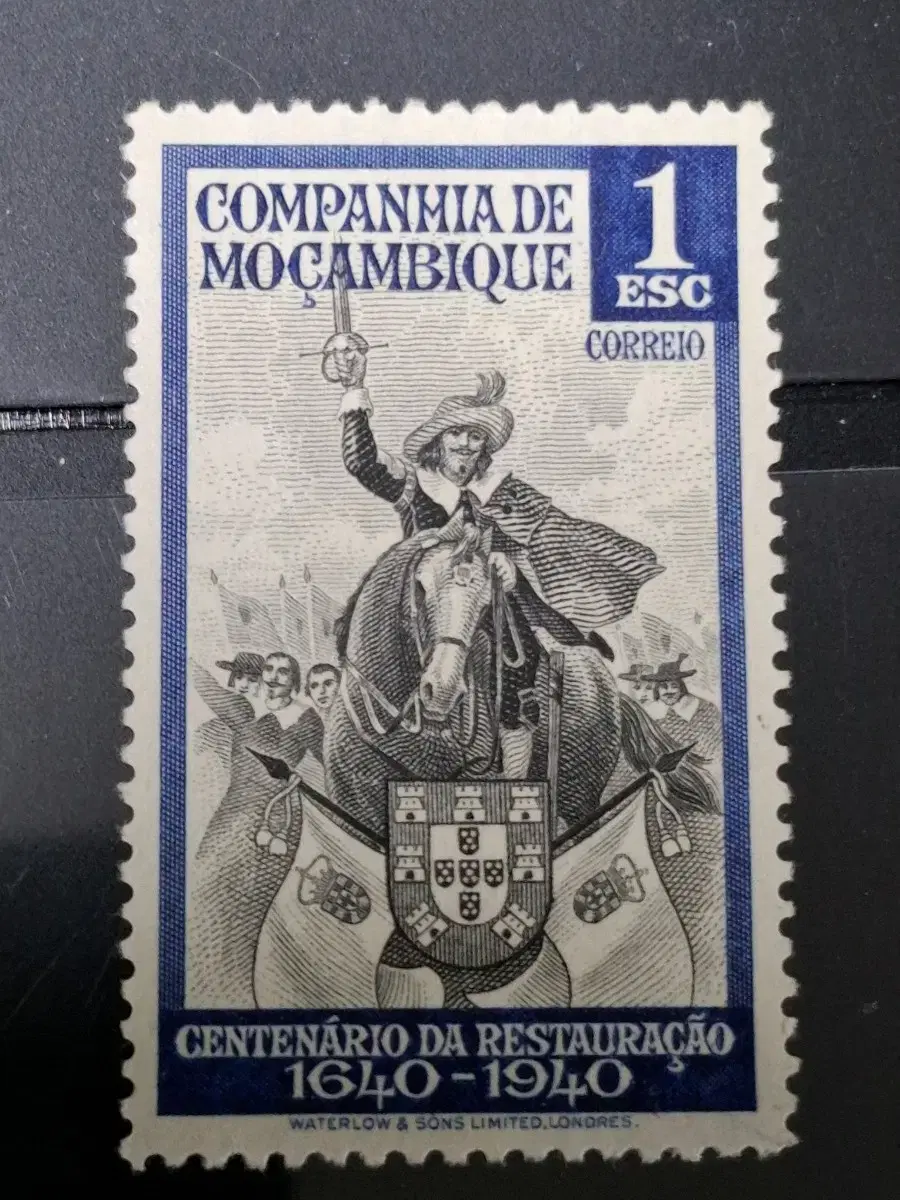 COMPANHIA DE
MOÇAMBIQUE
1
ESC
CORREIO
CENTENÁRIO DA RESTAURAÇÃO
1640-1940
WATERLOW & SONS LIMITED, LONDRES.